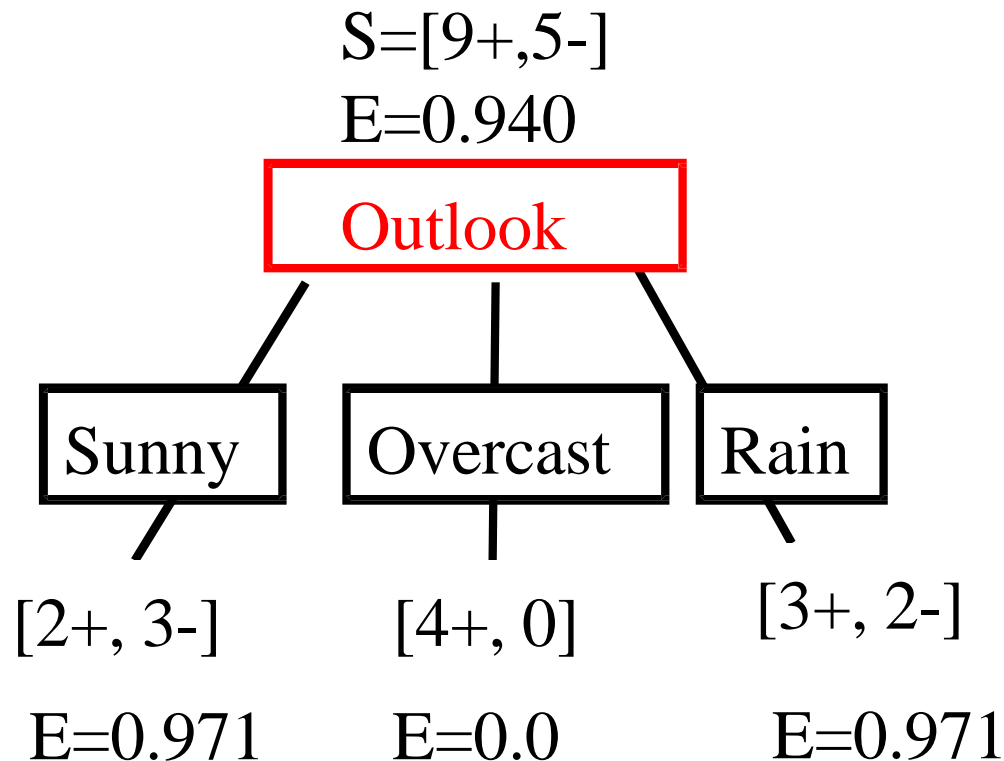 S=[9+,5-]
E=0.940
Outlook
Sunny
Overcast
Rain
[2+, 3-]
[4+, 0]
[3+, 2-]
E=0.971
E=0.0
E=0.971